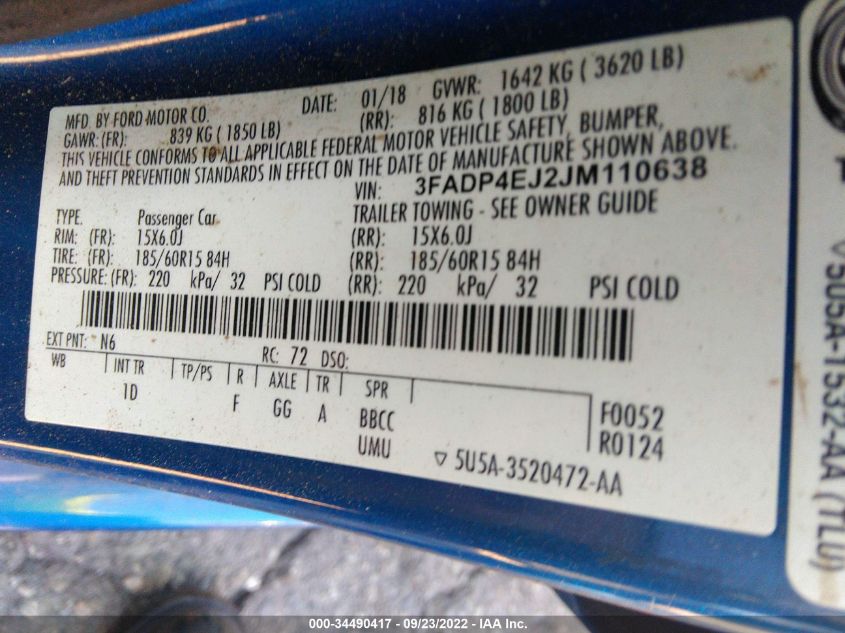 MFD. BY FORD MOTOR CO.
DATE: 01/18 GVWR: 1642 KG ( 3620 LB)
GAWR: (FR): 839 KG ( 1850 LB) (RR): 816 KG ( 1800 LB)
THIS VEHICLE CONFORMS TO ALL APPLICABLE FEDERAL MOTOR VEHICLE SAFETY, BUMPER,
AND THEFT PREVENTION STANDARDS IN EFFECT ON THE DATE OF MANUFACTURE SHOWN ABOVE.
VIN: 3FADP4EJ2JM110638
TYPE: Passenger Car TRAILER TOWING - SEE OWNER GUIDE
RIM: (FR): 15X6.0J (RR): 15X6.0J
TIRE: (FR): 185/60R15 84H (RR): 185/60R15 84H
PRESSURE: (FR): 220 kPa/ 32 PSI COLD (RR): 220 kPa/ 32 PSI COLD
EXT PNT: N6 RC: 72 DSO:
WB INT TR TP/PS R AXLE TR SPR
1D F GG A BBCC F0052
UMU R0124
▽ 5U5A-3520472-AA
▽ 5U5A-1532-AA (TLU)
000-34490417 - 09/23/2022 - IAA Inc.